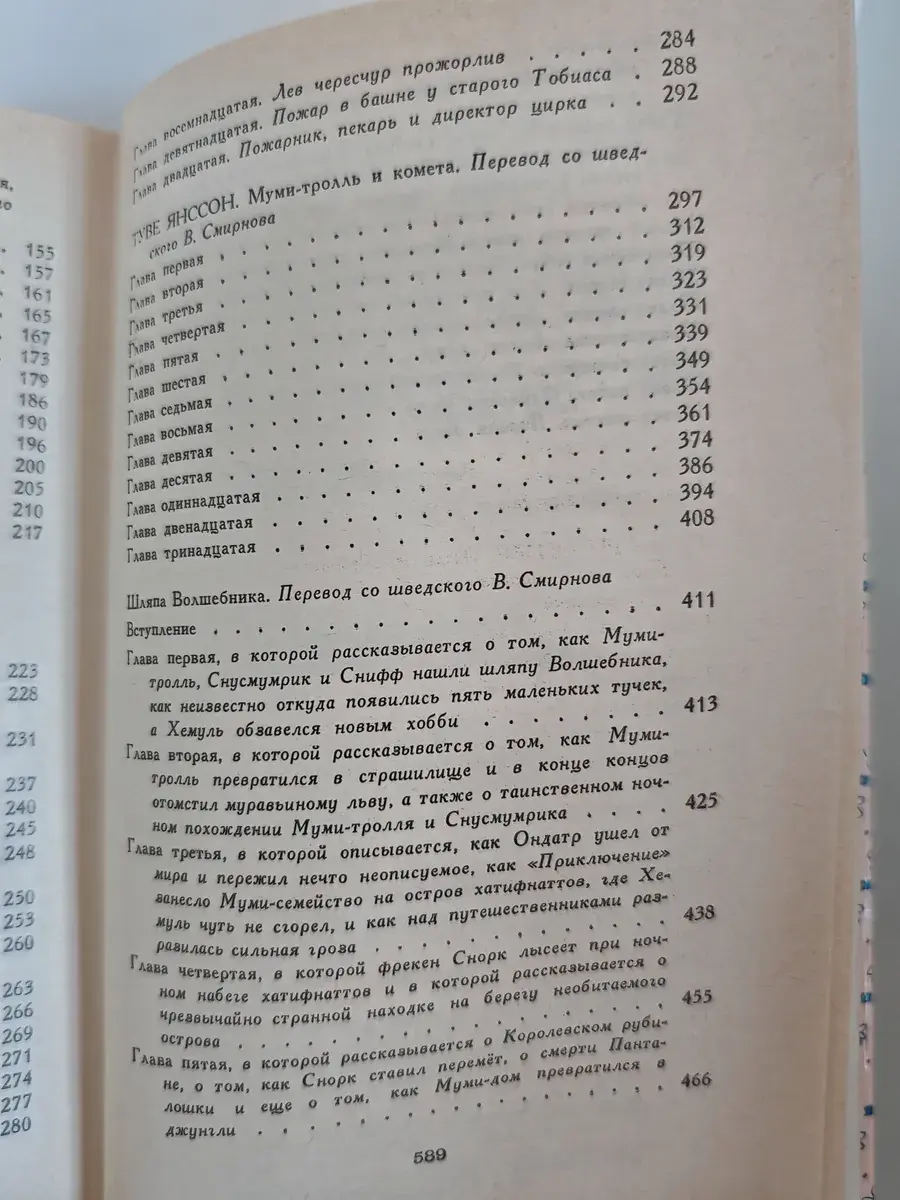 я,
то
155
157
161
165
167
173
179
186
190
196
200
205
210
217
223
228
231
237
240
245
248
250
253
260
263
266
269
271
274
277
280
Глава восемнадцатая. Лев чересчур прожорлив . . . . . 284
Глава девятнадцатая. Пожар в башне у старого Тобиаса . 288
Глава двадцатая. Пожарник, пекарь и директор цирка . . 292
ТУВЕ ЯНССОН. Муми-тролль и комета. Перевод со швед-
ского В. Смирнова
Глава первая . . . . . . . . . . . . . . . . . 297
Глава вторая . . . . . . . . . . . . . . . . . 312
Глава третья . . . . . . . . . . . . . . . . . 319
Глава четвертая . . . . . . . . . . . . . . . . 323
Глава пятая . . . . . . . . . . . . . . . . . 331
Глава шестая . . . . . . . . . . . . . . . . . 339
Глава седьмая . . . . . . . . . . . . . . . . . 349
Глава восьмая . . . . . . . . . . . . . . . . . 354
Глава девятая . . . . . . . . . . . . . . . . . 361
Глава десятая . . . . . . . . . . . . . . . . . 374
Глава одиннадцатая . . . . . . . . . . . . . . . 386
Глава двенадцатая . . . . . . . . . . . . . . . 394
Глава тринадцатая . . . . . . . . . . . . . . . 408
Шляпа Волшебника. Перевод со шведского В. Смирнова
Вступление . . . . . . . . . . . . . . . . . 411
Глава первая, в которой рассказывается о том, как Муми-
тролль, Снусмумрик и Снифф нашли шляпу Волшебника,
как неизвестно откуда появились пять маленьких тучек,
а Хемуль обзавелся новым хобби . . . . . . . 413
Глава вторая, в которой рассказывается о том, как Муми-
тролль превратился в страшилище и в конце концов
отомстил муравьиному льву, а также о таинственном ноч-
ном похождении Муми-тролля и Снусмумрика . . . . 425
Глава третья, в которой описывается, как Ондатр ушел от
мира и пережил нечто неописуемое, как «Приключение»
занесло Муми-семейство на остров хатифнаттов, где Хе-
муль чуть не сгорел, и как над путешественниками раз-
разилась сильная гроза . . . . . . . . . . . 438
Глава четвертая, в которой фрекен Снорк лысеет при ноч-
ном набеге хатифнаттов и в которой рассказывается о
чрезвычайно странной находке на берегу необитаемого
острова . . . . . . . . . . . . . . . . . 455
Глава пятая, в которой рассказывается о Королевском руби-
не, о том, как Снорк ставил перемёт, о смерти Панта-
лошки и еще о том, как Муми-дом превратился в
джунгли . . . . . . . . . . . . . . . . . 466
589